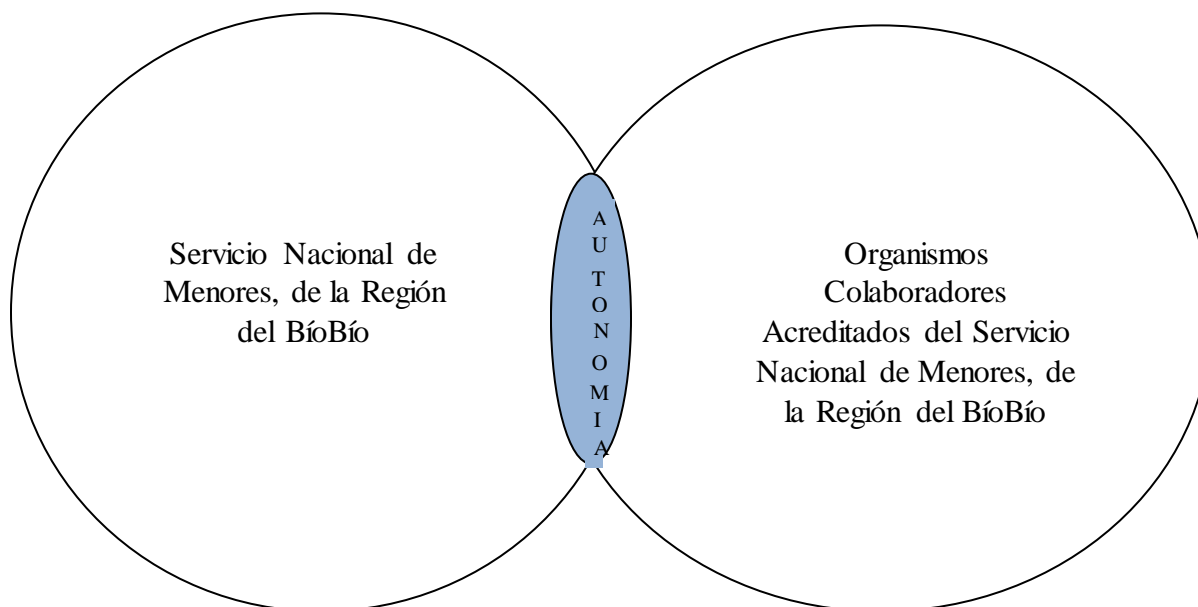 Servicio Nacional de
Menores, de la Región
del BíoBío
AUTONOMIA
Organismos
Colaboradores
Acreditados del Servicio
Nacional de Menores, de
la Región del BíoBío